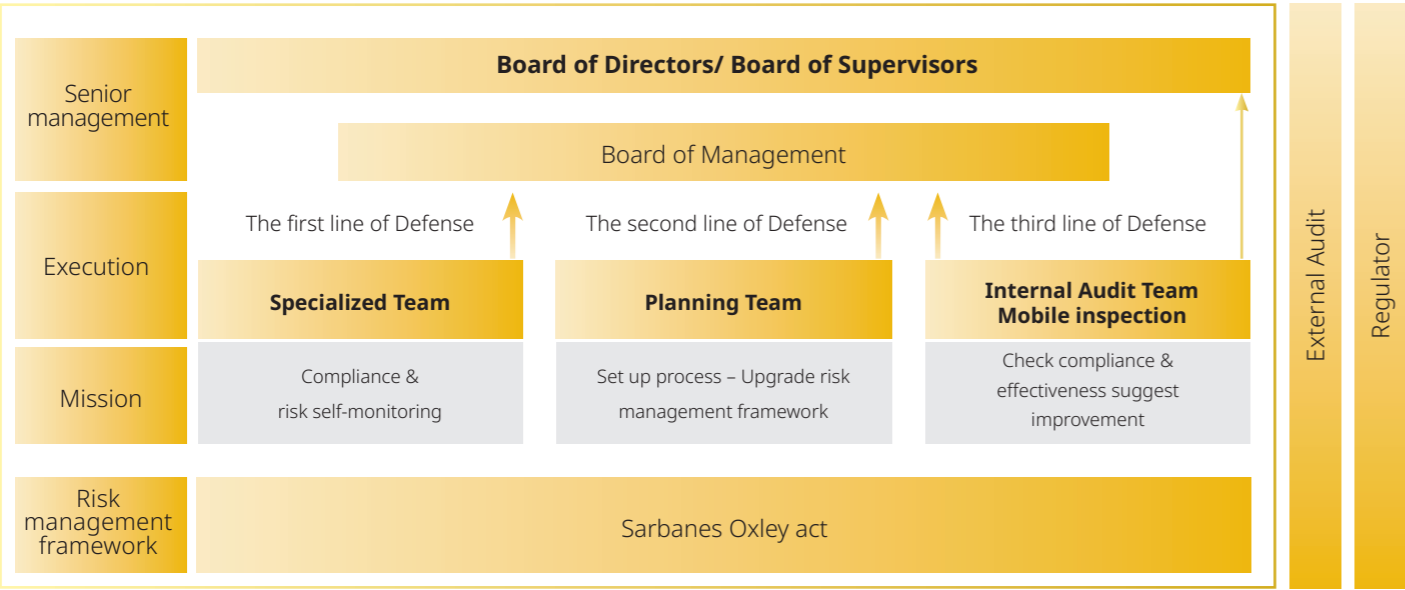 Senior
management
Board of Directors/ Board of Supervisors
Board of Management
Execution
The first line of Defense
The second line of Defense
The third line of Defense
Specialized Team
Planning Team
Internal Audit Team
Mobile inspection
Mission
Compliance &
risk self-monitoring
Set up process – Upgrade risk
management framework
Check compliance &
effectiveness suggest
improvement
Risk
management
framework
Sarbanes Oxley act
External Audit
Regulator